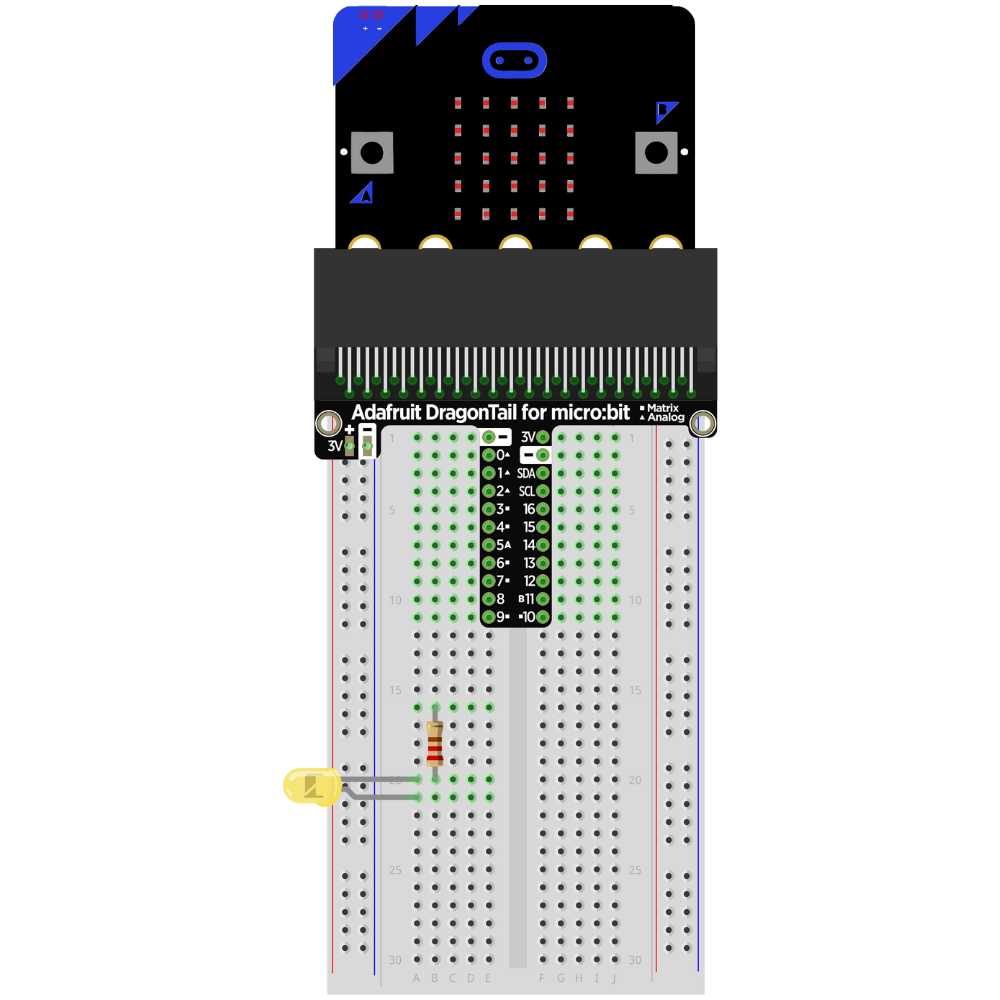 + -
B
A
Adafruit DragonTail for micro:bit
▪ Matrix
▲ Analog
+ -
3V
1 - 3V 1
0▲ -
1▲ SDA
2▲ SCL
5 3▪ 16 5
4▪ 15
5A 14
6▪ 13
7▪ 12
10 8 B11 10
9▪ ▪10
15 15
20 20
25 25
30 30
A B C D E F G H I J